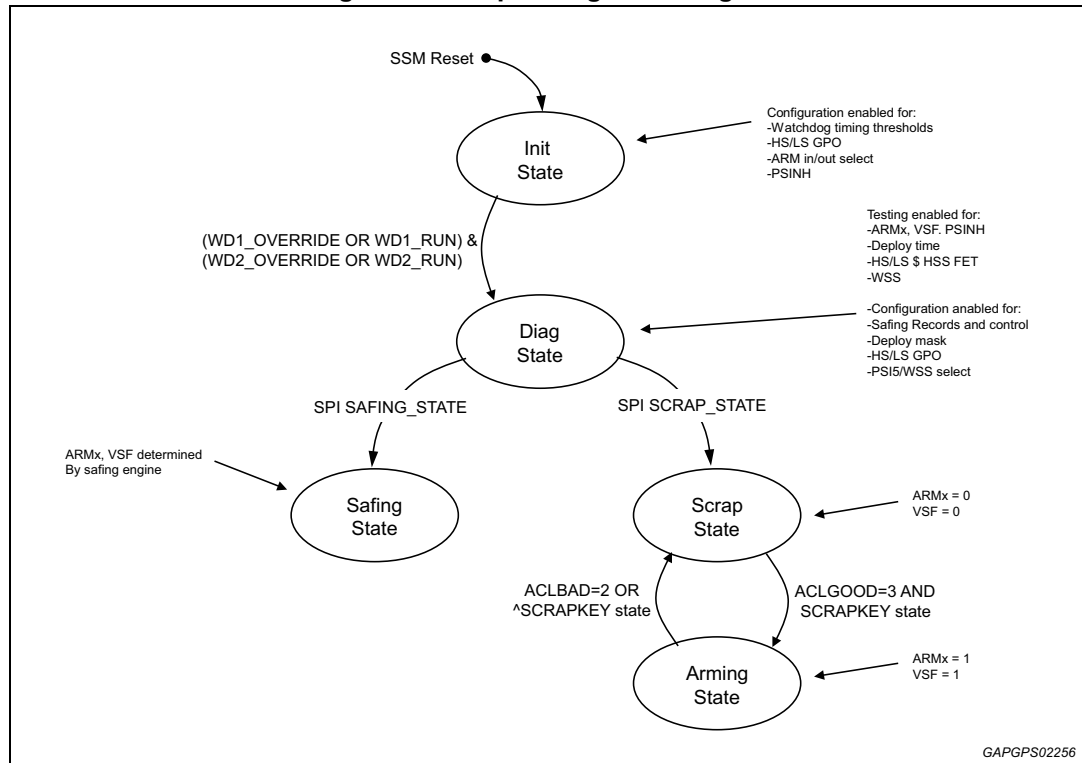 SSM Reset
Init
State
Configuration enabled for:
-Watchdog timing thresholds
-HS/LS GPO
-ARM in/out select
-PSINH
(WD1_OVERRIDE OR WD1_RUN) &
(WD2_OVERRIDE OR WD2_RUN)
Testing enabled for:
-ARMx, VSF. PSINH
-Deploy time
-HS/LS $ HSS FET
-WSS
-Configuration anabled for:
-Safing Records and control
-Deploy mask
-HS/LS GPO
-PSI5/WSS select
Diag
State
SPI SAFING_STATE
SPI SCRAP_STATE
ARMx, VSF determined
By safing engine
Safing
State
Scrap
State
ARMx = 0
VSF = 0
ACLBAD=2 OR
^SCRAPKEY state
ACLGOOD=3 AND
SCRAPKEY state
Arming
State
ARMx = 1
VSF = 1
GAPGPS02256